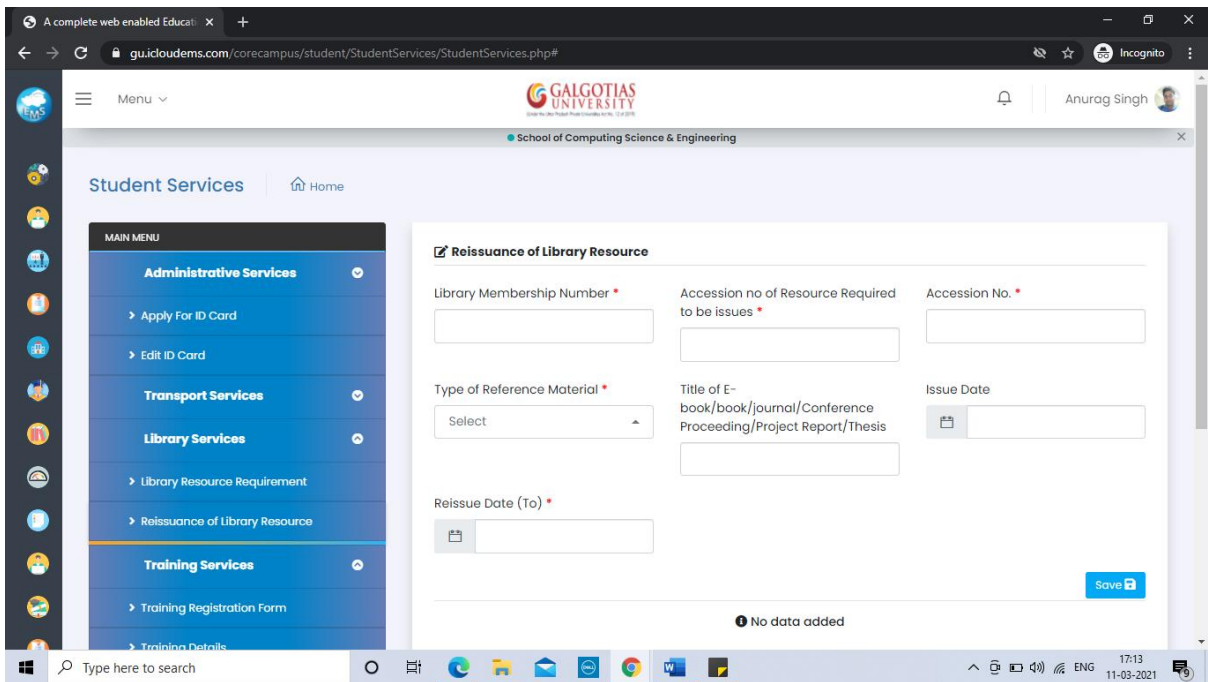 A complete web enabled Educati
gu.icloudems.com/corecampus/student/StudentServices/StudentServices.php#
Incognito
EMS
Menu
GALGOTIAS
UNIVERSITY
Anurag Singh
School of Computing Science & Engineering
Student Services
Home
MAIN MENU
Administrative Services
Apply For ID Card
Edit ID Card
Transport Services
Library Services
Library Resource Requirement
Reissuance of Library Resource
Training Services
Training Registration Form
Training Details
Reissuance of Library Resource
Library Membership Number *
Accession no of Resource Required
to be issues *
Accession No. *
Type of Reference Material *
Select
Title of E-
book/book/journal/Conference
Proceeding/Project Report/Thesis
Issue Date
Reissue Date (To) *
Save
No data added
Type here to search
DELL
W
ENG
17:13
11-03-2021
9